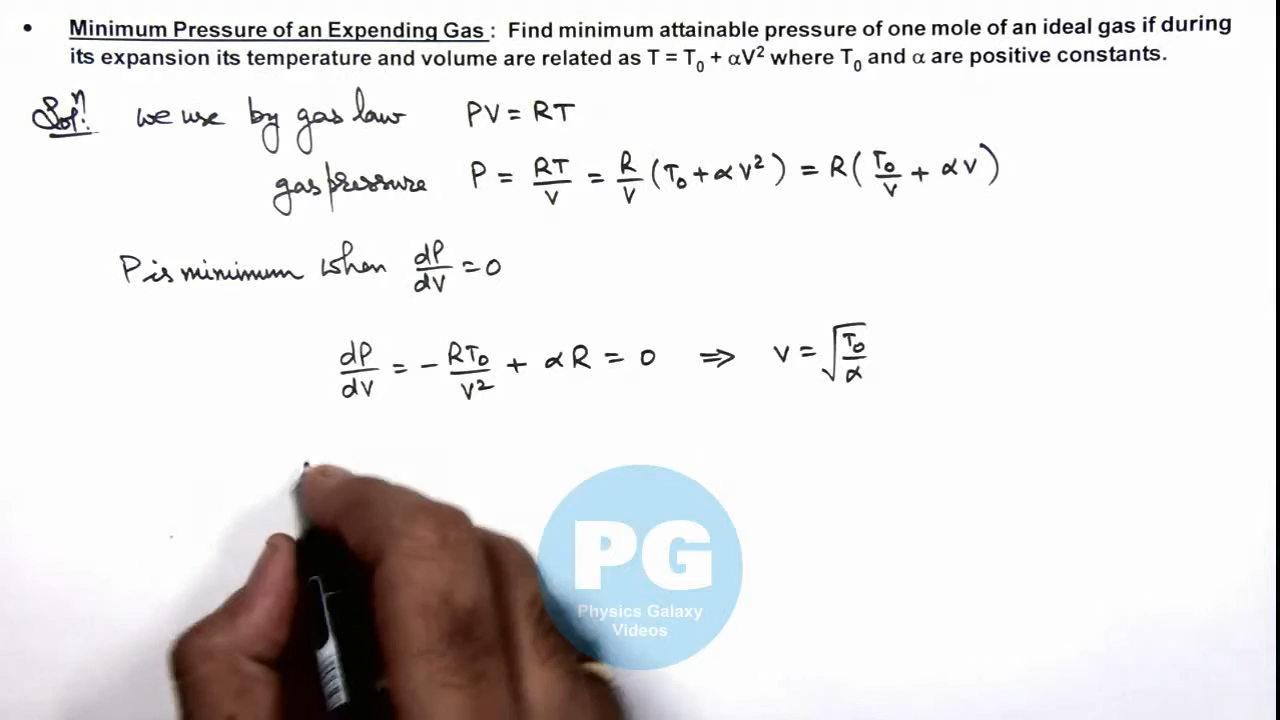 • Minimum Pressure of an Expending Gas : Find minimum attainable pressure of one mole of an ideal gas if during
its expansion its temperature and volume are related as T = T₀ + αV² where T₀ and α are positive constants.
Solⁿ. we use by gas law PV = RT
gas pressure P = RT/V = R/V (T₀ + αV²) = R(T₀/V + αV)
P is minimum when dP/dV = 0
dP/dV = - RT₀/V² + αR = 0 ⇒ V = √(T₀/α)
PG
Physics Galaxy
Videos